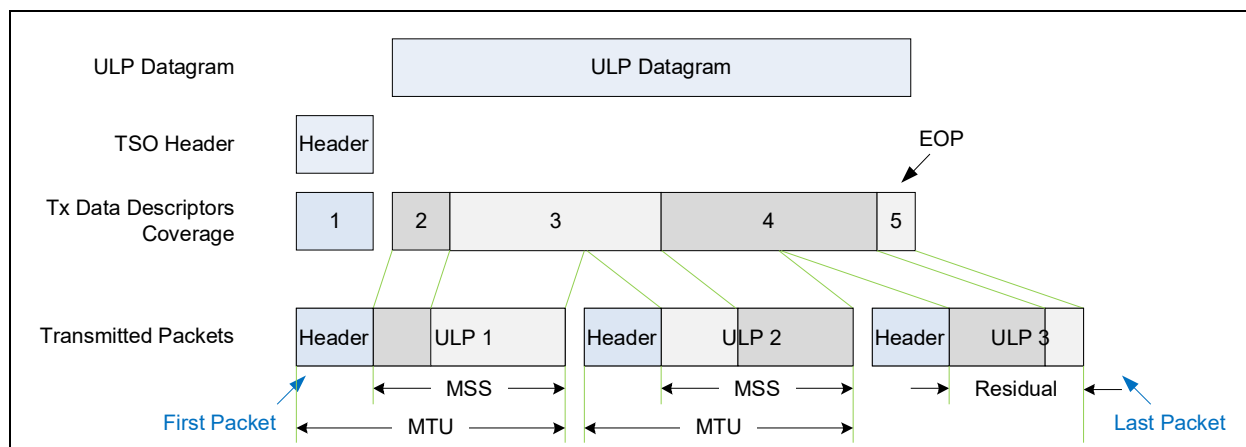 ULP Datagram
ULP Datagram
TSO Header
Header
EOP
Tx Data Descriptors
Coverage
1
2
3
4
5
Transmitted Packets
Header
ULP 1
Header
ULP 2
Header
ULP 3
First Packet
MSS
MSS
Residual
Last Packet
MTU
MTU